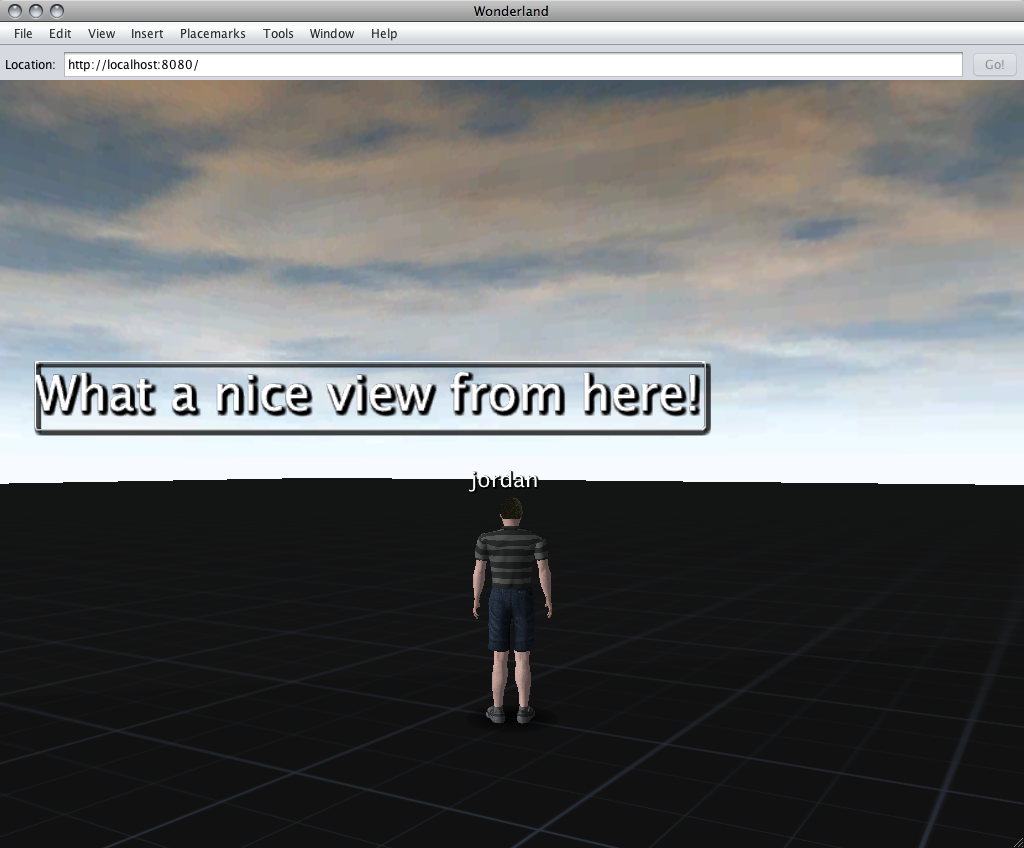 Wonderland
File Edit View Insert Placemarks Tools Window Help
Location: http://localhost:8080/ Go!
What a nice view from here!
jordan